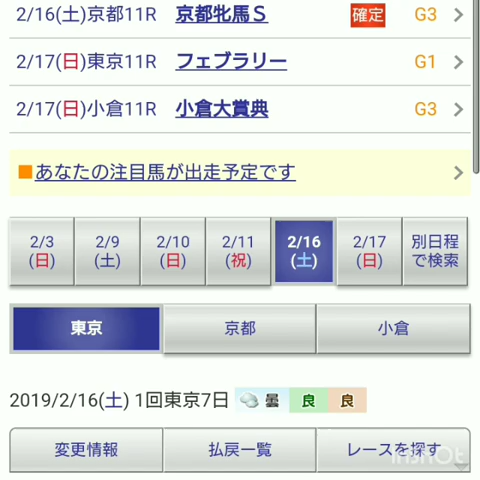 2/16(土)京都11R 京都牝馬Ｓ 確定 G3
2/17(日)東京11R フェブラリー G1
2/17(日)小倉11R 小倉大賞典 G3
■あなたの注目馬が出走予定です
2/3 2/9 2/10 2/11 2/16 2/17 別日程
(日) (土) (日) (祝) (土) (日) で検索
東京 京都 小倉
2019/2/16(土) 1回東京7日 曇 良 良
変更情報 払戻一覧 レースを探す
InShOt